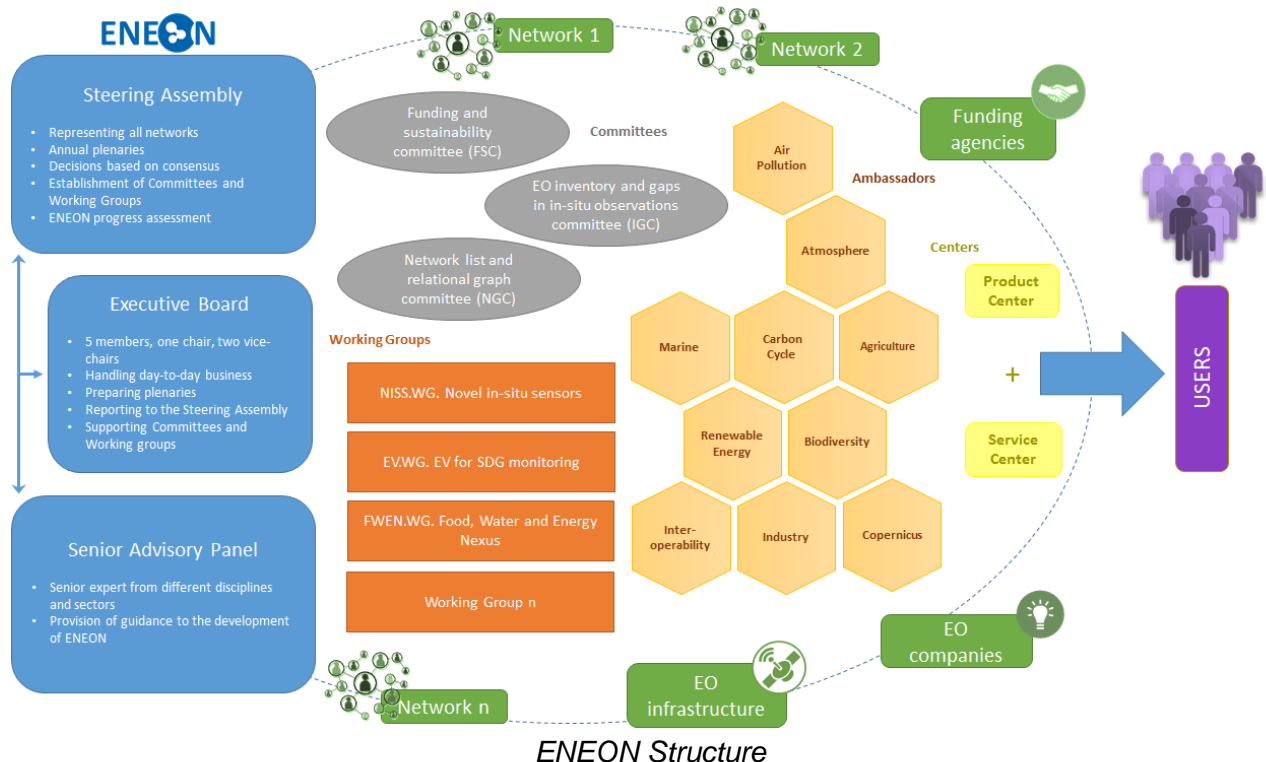 ENEON
Network 1
Network 2
Steering Assembly
• Representing all networks
• Annual plenaries
• Decisions based on consensus
• Establishment of Committees and
Working Groups
• ENEON progress assessment
Executive Board
• 5 members, one chair, two vice-
chairs
• Handling day-to-day business
• Preparing plenaries
• Reporting to the Steering Assembly
• Supporting Committees and
Working groups
Senior Advisory Panel
• Senior expert from different disciplines
and sectors
• Provision of guidance to the development
of ENEON
Funding and
sustainability
committee (FSC)
Committees
EO inventory and gaps
in in-situ observations
committee (IGC)
Network list and
relational graph
committee (NGC)
Working Groups
NISS.WG. Novel in-situ sensors
EV.WG. EV for SDG monitoring
FWEN.WG. Food, Water and Energy
Nexus
Working Group n
Air
Pollution
Ambassadors
Atmosphere
Marine
Carbon
Cycle
Agriculture
Renewable
Energy
Biodiversity
Inter-
operability
Industry
Copernicus
Funding
agencies
Centers
Product
Center
+
Service
Center
USERS
EO
companies
EO
infrastructure
Network n
ENEON Structure